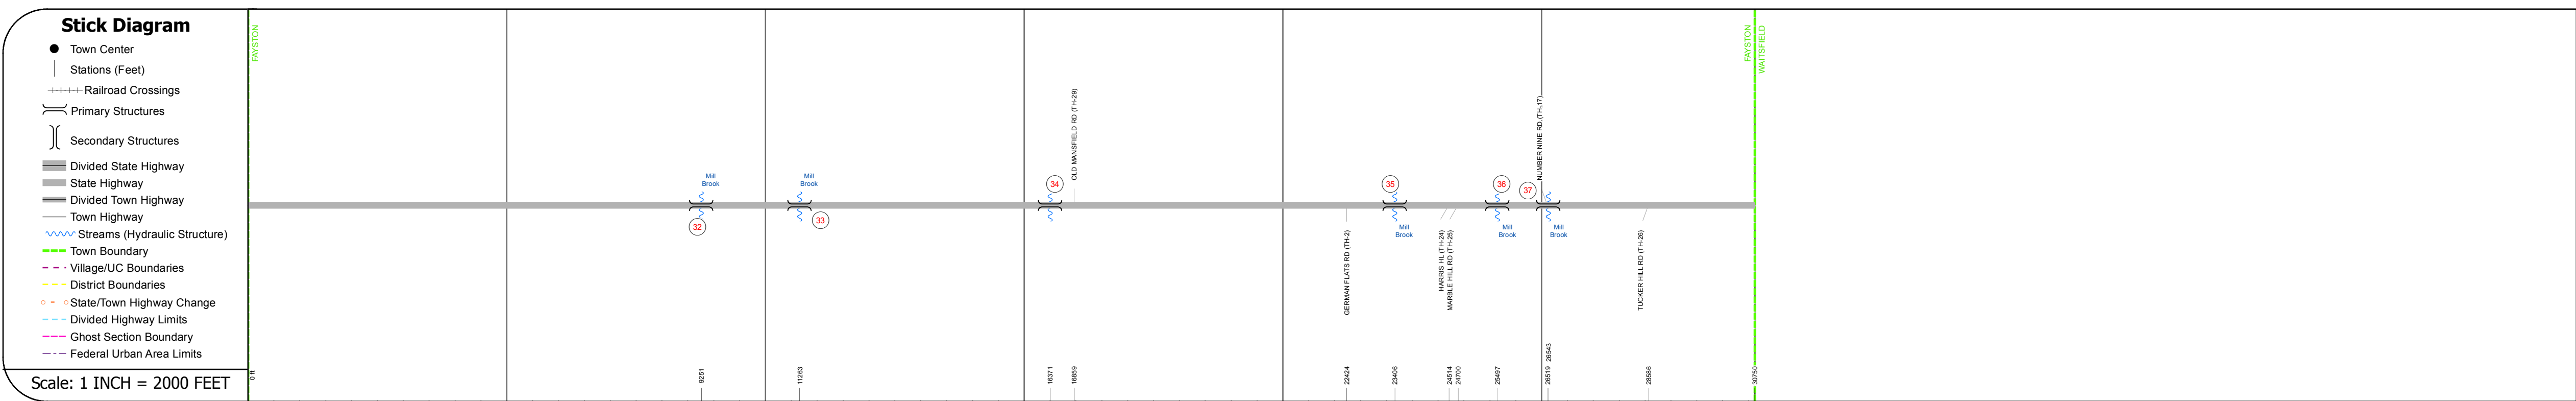 Stick Diagram
Town Center
Stations (Feet)
Railroad Crossings
Primary Structures
Secondary Structures
Divided State Highway
State Highway
Divided Town Highway
Town Highway
Streams (Hydraulic Structure)
Town Boundary
Village/UC Boundaries
District Boundaries
State/Town Highway Change
Divided Highway Limits
Ghost Section Boundary
Federal Urban Area Limits
Scale: 1 INCH = 2000 FEET
FAYSTON
Mill
Brook
32
Mill
Brook
33
34
OLD MANSFIELD RD (TH-29)
GERMAN FLATS RD (TH-2)
35
Mill
Brook
HARRIS HL (TH-24)
MARBLE HILL RD (TH-25)
36
Mill
Brook
37
NUMBER NINE RD.(TH-17)
Mill
Brook
TUCKER HILL RD (TH-26)
FAYSTON
WAITSFIELD
0 ft
9251
11263
16371
16859
22424
23406
24514
24700
25497
26519
26543
28586
30750